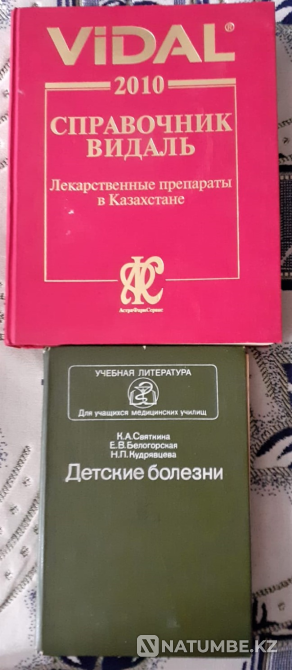 ViDAL®
2010
СПРАВОЧНИК
ВИДАЛЬ
Лекарственные препараты
в Казахстане
АстраФармСервис
УЧЕБНАЯ ЛИТЕРАТУРА
Для учащихся медицинских училищ
К.А.Святкина
Е.В.Белогорская
Н.П.Кудрявцева
Детские болезни
NATUMBE.KZ